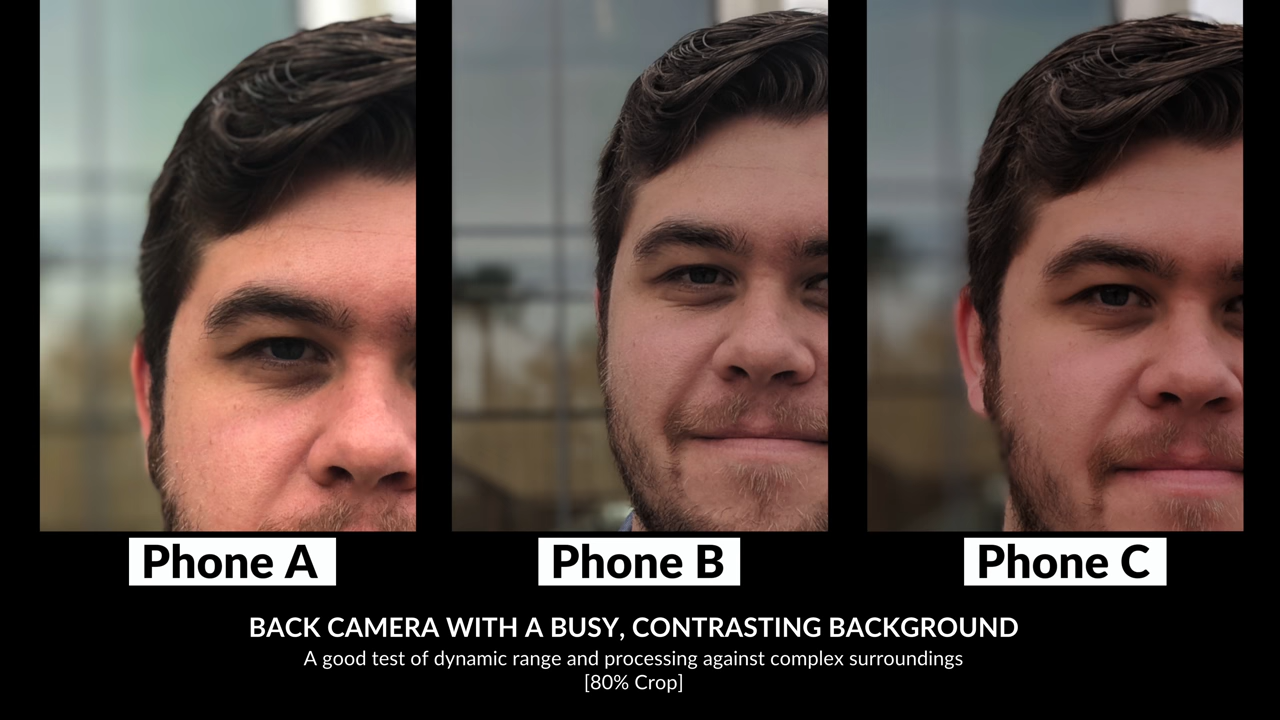 Phone A
Phone B
Phone C
BACK CAMERA WITH A BUSY, CONTRASTING BACKGROUND
A good test of dynamic range and processing against complex surroundings
[80% Crop]